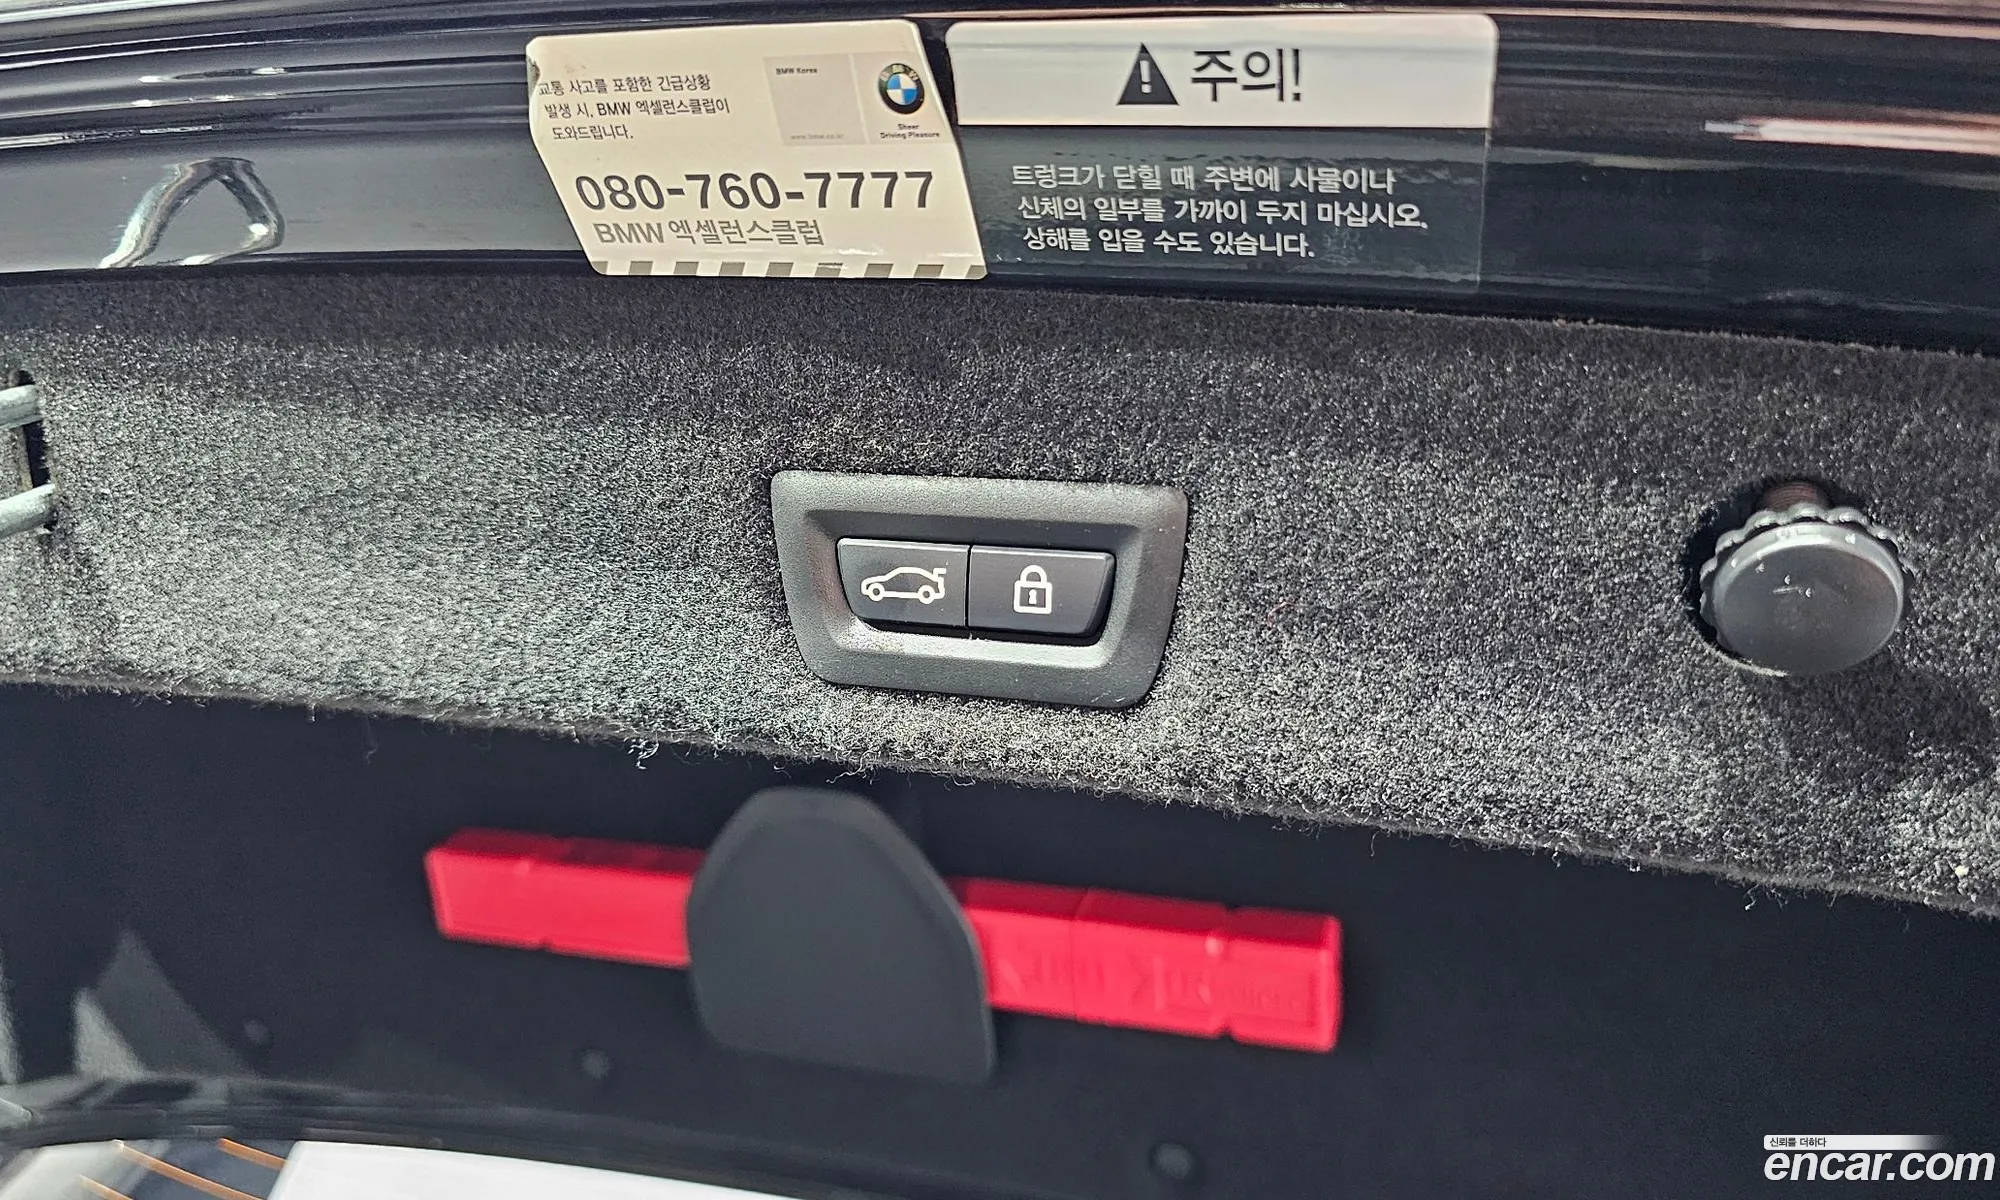 교통 사고를 포함한 긴급상황
발생 시, BMW 엑셀런스클럽이
도와드립니다.
BMW Korea
www.bmw.co.kr
Sheer
Driving Pleasure
080-760-7777
BMW 엑셀런스클럽
주의!
트렁크가 닫힐 때 주변에 사물이나
신체의 일부를 가까이 두지 마십시오.
상해를 입을 수도 있습니다.
신뢰를 더하다
encar.com